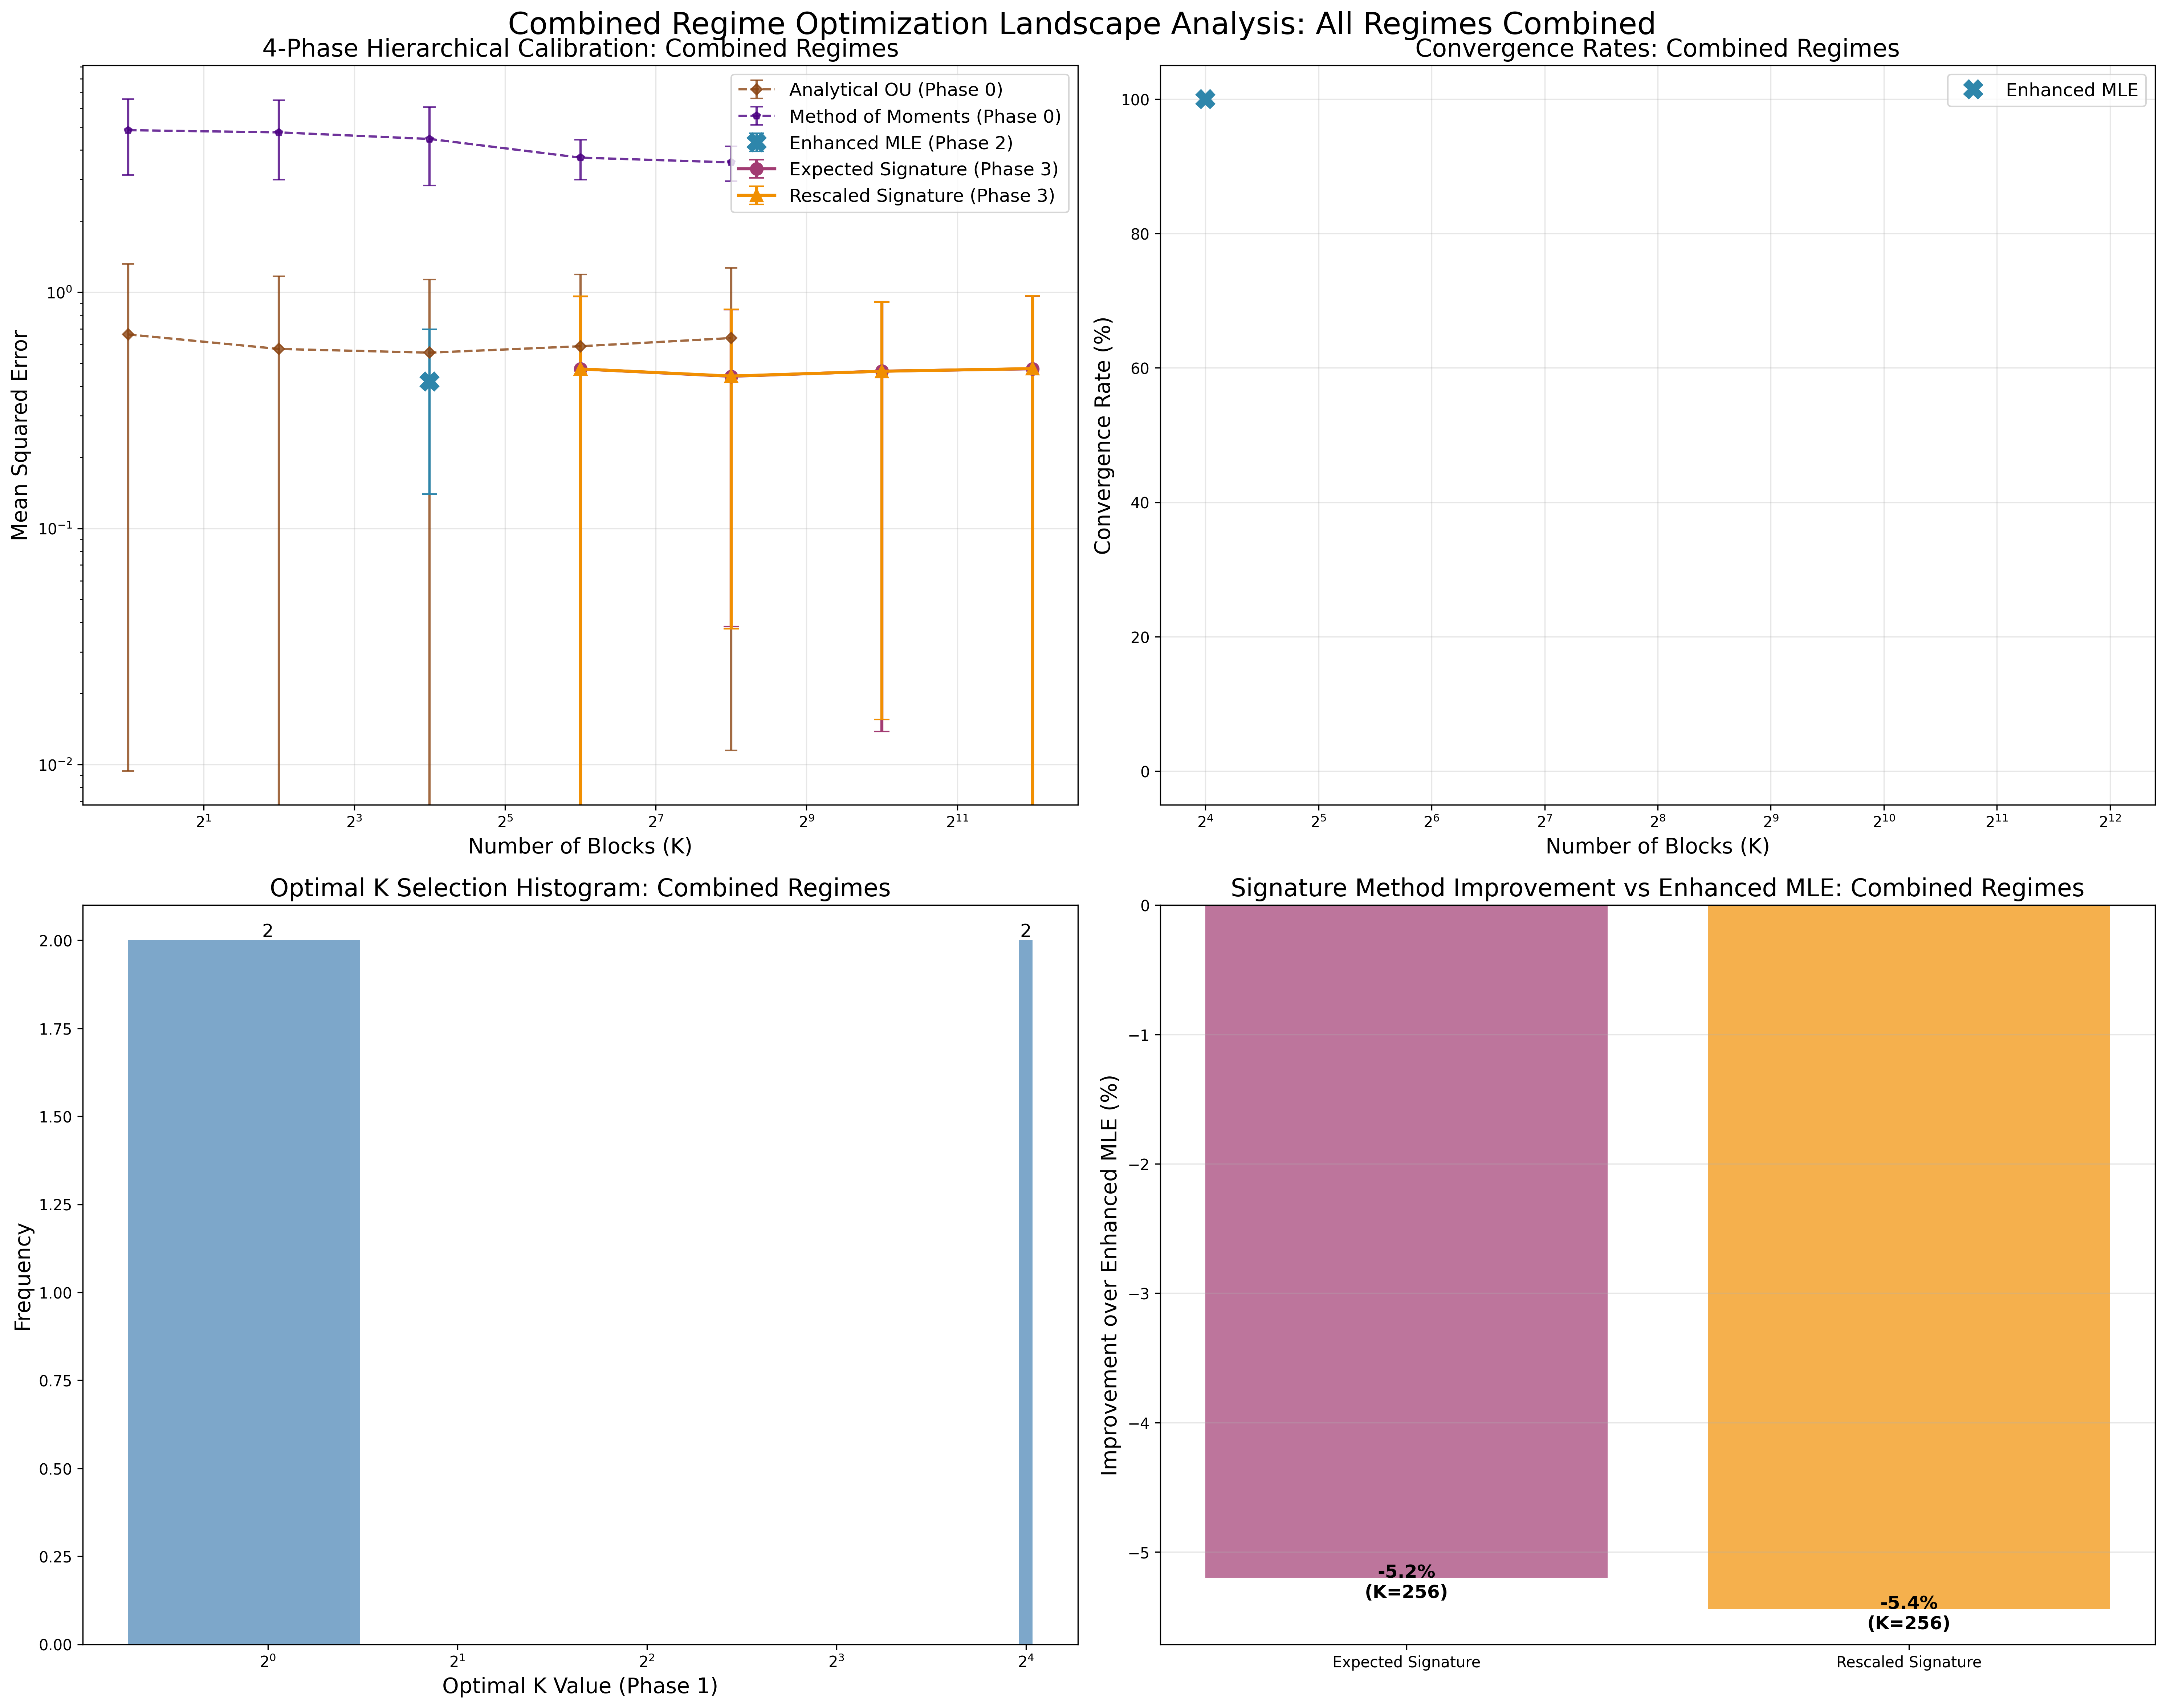 Combined Regime Optimization Landscape Analysis: All Regimes Combined
4-Phase Hierarchical Calibration: Combined Regimes
Analytical OU (Phase 0)
Method of Moments (Phase 0)
Enhanced MLE (Phase 2)
Expected Signature (Phase 3)
Rescaled Signature (Phase 3)
Mean Squared Error
10⁰
10⁻¹
10⁻²
2¹ 2³ 2⁵ 2⁷ 2⁹ 2¹¹
Number of Blocks (K)
Convergence Rates: Combined Regimes
Enhanced MLE
Convergence Rate (%)
100
80
60
40
20
0
2⁴ 2⁵ 2⁶ 2⁷ 2⁸ 2⁹ 2¹⁰ 2¹¹ 2¹²
Number of Blocks (K)
Optimal K Selection Histogram: Combined Regimes
2 2
Frequency
2.00
1.75
1.50
1.25
1.00
0.75
0.50
0.25
0.00
2⁰ 2¹ 2² 2³ 2⁴
Optimal K Value (Phase 1)
Signature Method Improvement vs Enhanced MLE: Combined Regimes
Improvement over Enhanced MLE (%)
0
−1
−2
−3
−4
−5
-5.2%
(K=256)
-5.4%
(K=256)
Expected Signature Rescaled Signature